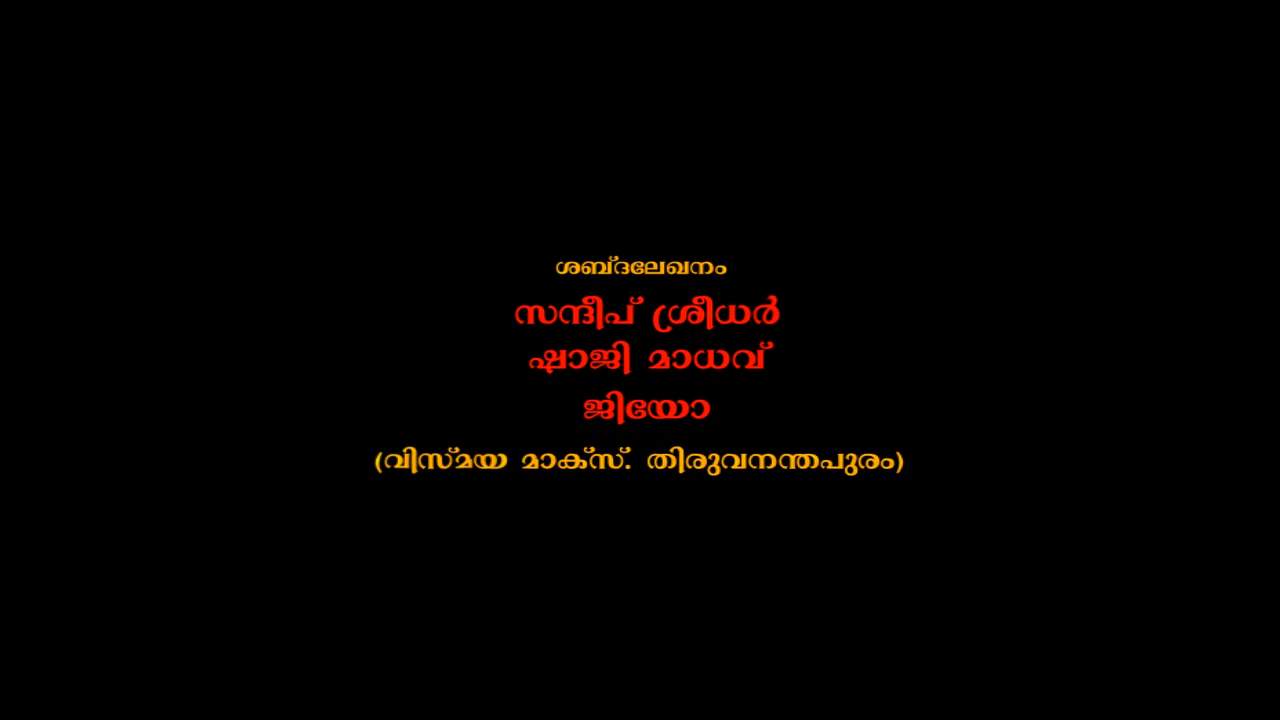 ശബ്ദലേഖനം
സന്ദീപ് ശ്രീധർ
ഷാജി മാധവ്
ജിയോ
(വിസ്മയ മാക്സ്. തിരുവനന്തപുരം)